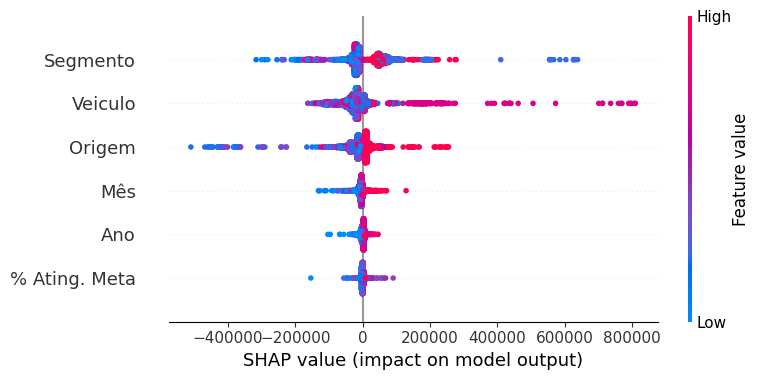 High
Segmento
Veiculo
Origem
Mês
Ano
% Ating. Meta
Feature value
Low
−400000−200000 0 200000 400000 600000 800000
SHAP value (impact on model output)